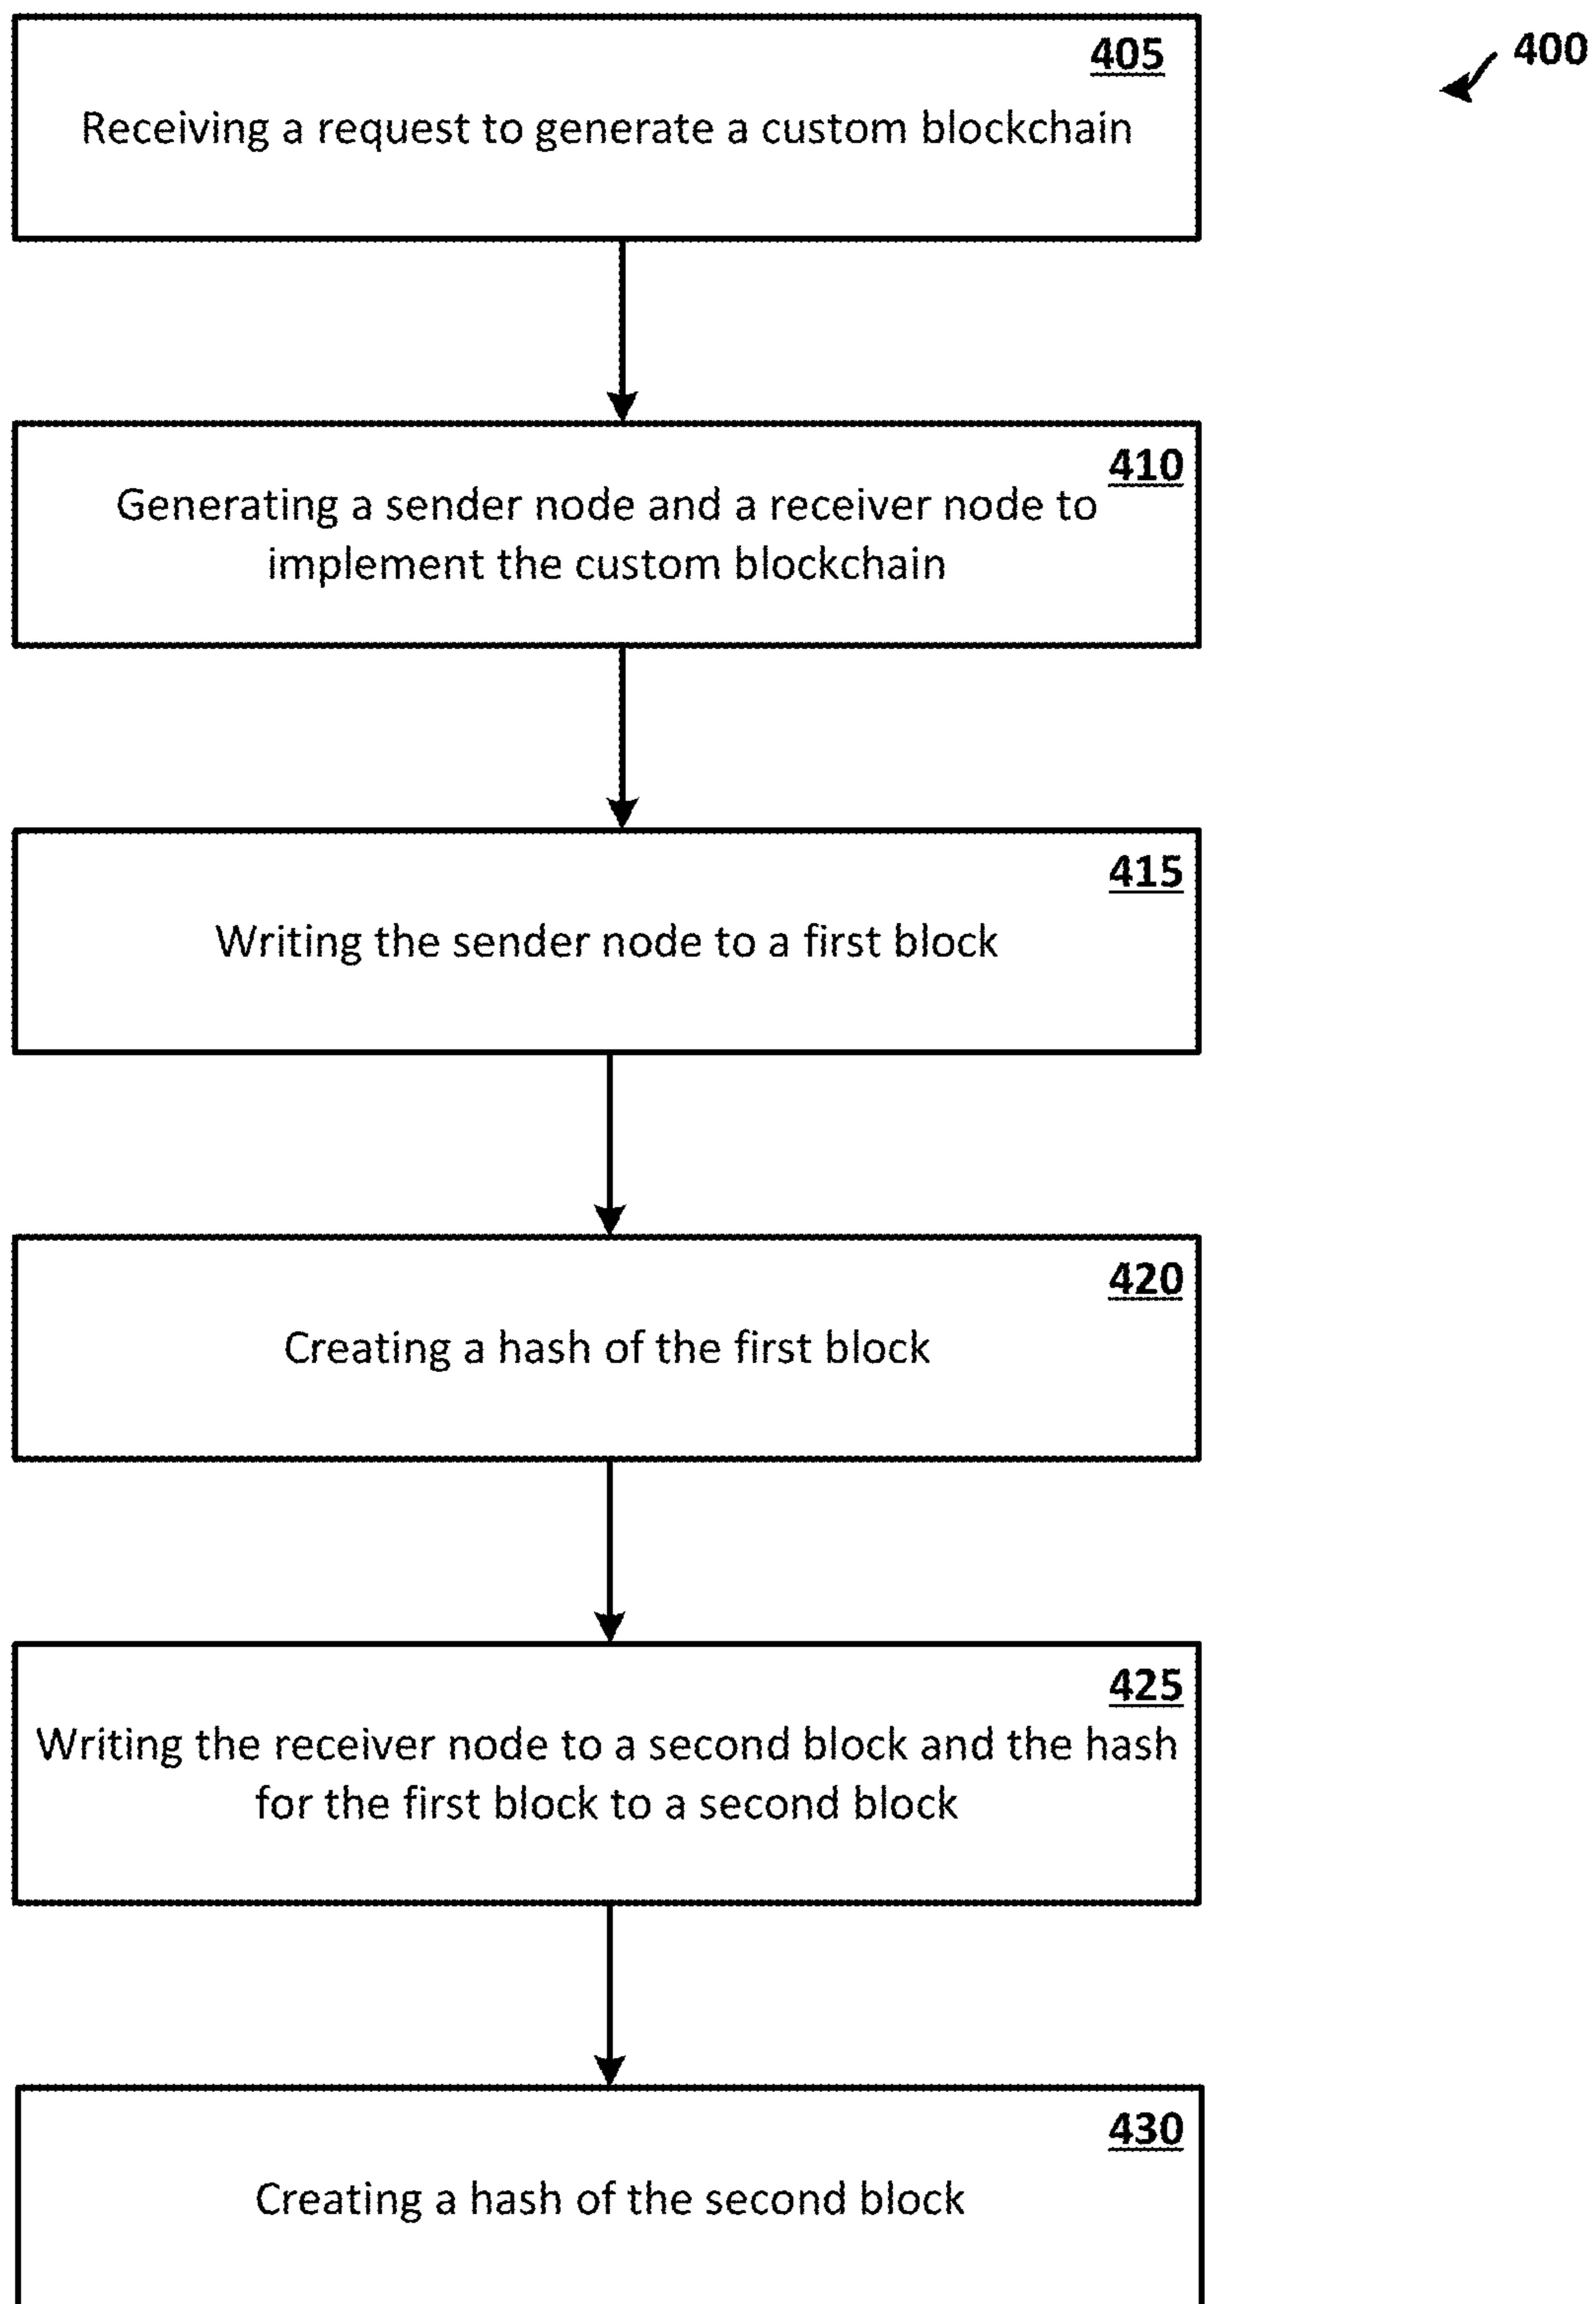 400
405
Receiving a request to generate a custom blockchain
410
Generating a sender node and a receiver node to
implement the custom blockchain
415
Writing the sender node to a first block
420
Creating a hash of the first block
425
Writing the receiver node to a second block and the hash
for the first block to a second block
430
Creating a hash of the second block